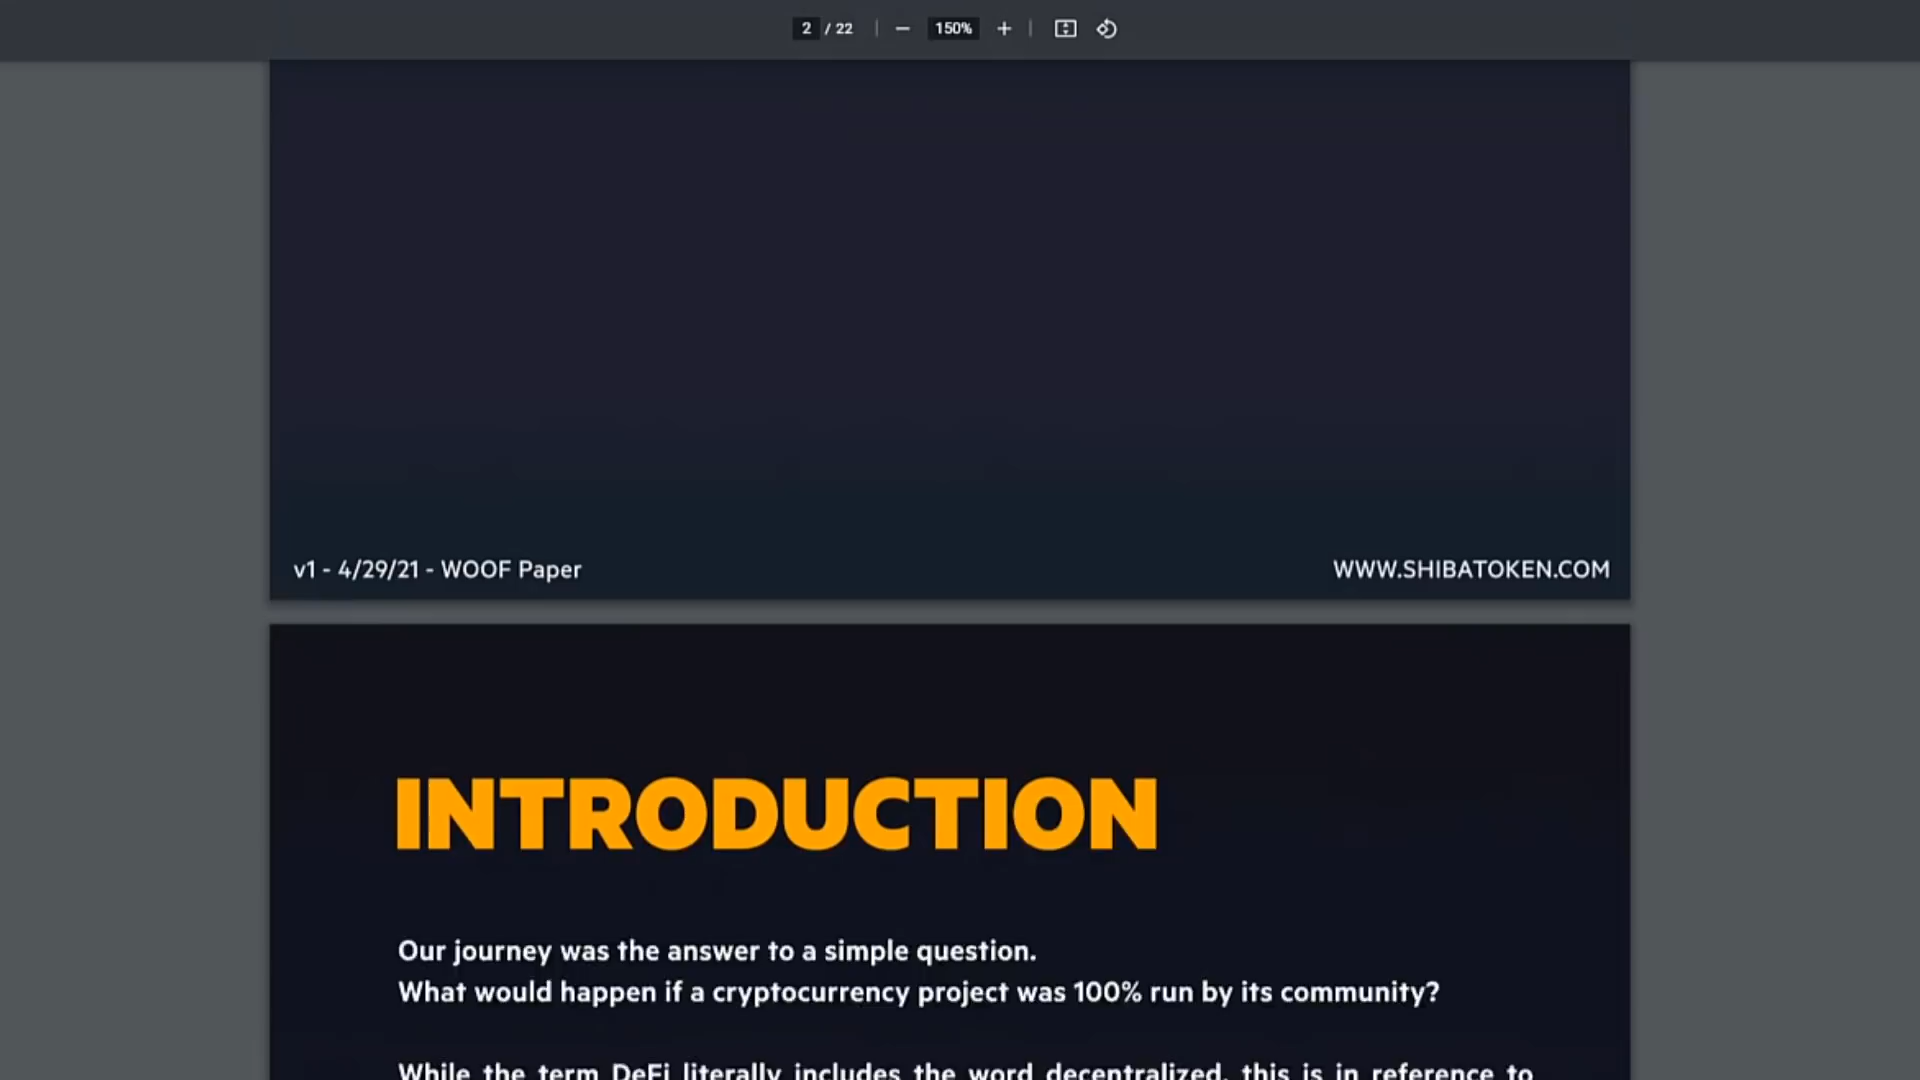 2 / 22 150%
v1 - 4/29/21 - WOOF Paper
WWW.SHIBATOKEN.COM
INTRODUCTION
Our journey was the answer to a simple question.
What would happen if a cryptocurrency project was 100% run by its community?
While the term DeFi literally includes the word decentralized, this is in reference to